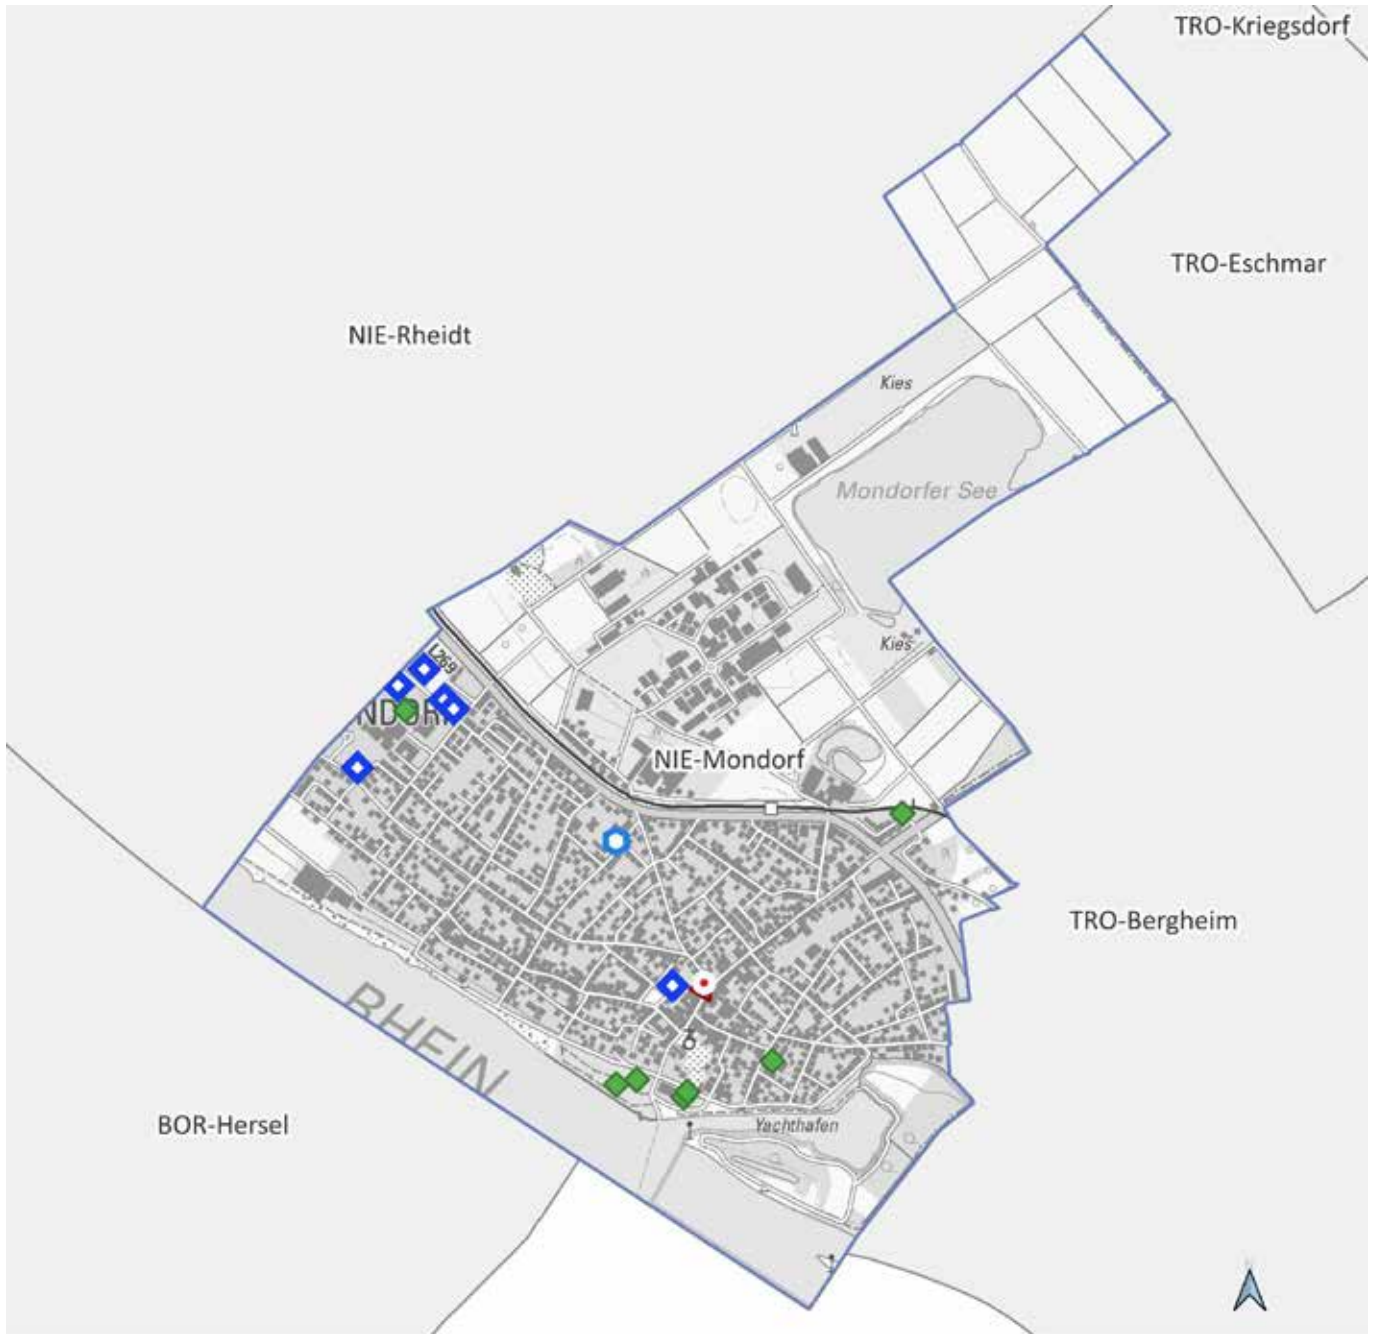 TRO-Kriegsdorf
TRO-Eschmar
NIE-Rheidt
Kies
Mondorfer See
Kies
L269
NDORF
NIE-Mondorf
TRO-Bergheim
RHEIN
BOR-Hersel
Yachthafen